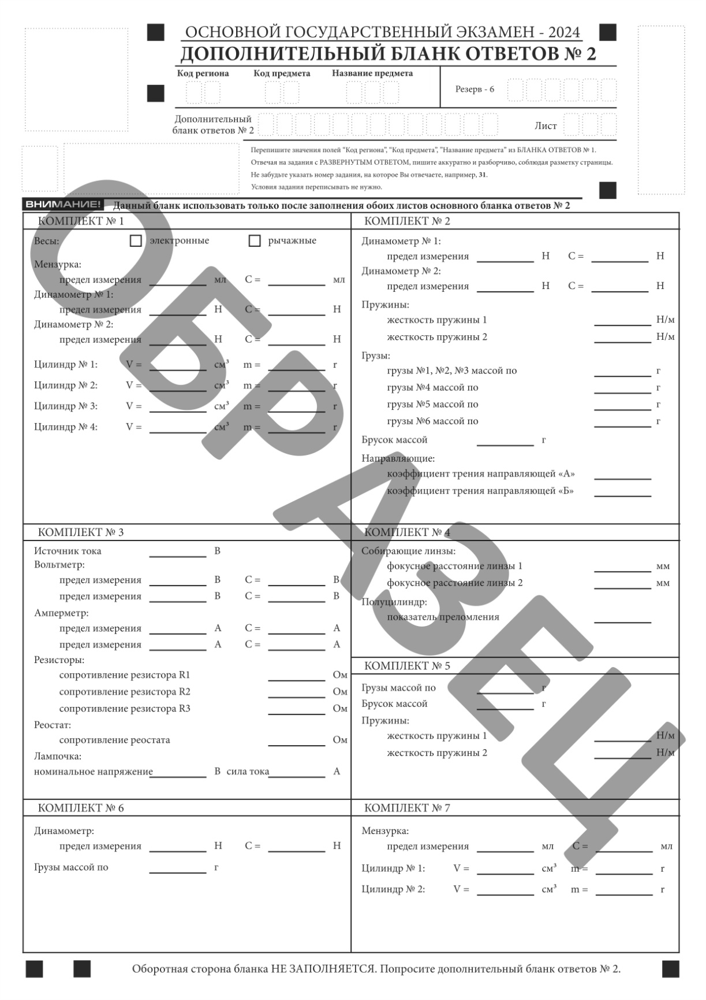 ОСНОВНОЙ ГОСУДАРСТВЕННЫЙ ЭКЗАМЕН - 2024
ДОПОЛНИТЕЛЬНЫЙ БЛАНК ОТВЕТОВ № 2
Код региона Код предмета Название предмета
Резерв - 6
Дополнительный
бланк ответов № 2
Лист
Перепишите значения полей “Код региона”, “Код предмета”, ”Название предмета” из БЛАНКА ОТВЕТОВ № 1.
Отвечая на задания с РАЗВЕРНУТЫМ ОТВЕТОМ, пишите аккуратно и разборчиво, соблюдая разметку страницы.
Не забудьте указать номер задания, на которое Вы отвечаете, например, 31.
Условия задания переписывать не нужно.
ВНИМАНИЕ! Данный бланк использовать только после заполнения обоих листов основного бланка ответов № 2
КОМПЛЕКТ № 1
Весы: электронные рычажные
Мензурка:
предел измерения мл С = мл
Динамометр № 1:
предел измерения Н С = Н
Динамометр № 2:
предел измерения Н С = Н
Цилиндр № 1: V = см³ m = г
Цилиндр № 2: V = см³ m = г
Цилиндр № 3: V = см³ m = г
Цилиндр № 4: V = см³ m = г
КОМПЛЕКТ № 2
Динамометр № 1:
предел измерения Н С = Н
Динамометр № 2:
предел измерения Н С = Н
Пружины:
жесткость пружины 1 Н/м
жесткость пружины 2 Н/м
Грузы:
грузы №1, №2, №3 массой по г
грузы №4 массой по г
грузы №5 массой по г
грузы №6 массой по г
Брусок массой г
Направляющие:
коэффициент трения направляющей «А»
коэффициент трения направляющей «Б»
КОМПЛЕКТ № 3
Источник тока В
Вольтметр:
предел измерения В С = В
предел измерения В С = В
Амперметр:
предел измерения А С = А
предел измерения А С = А
Резисторы:
сопротивление резистора R1 Ом
сопротивление резистора R2 Ом
сопротивление резистора R3 Ом
Реостат:
сопротивление реостата Ом
Лампочка:
номинальное напряжение В сила тока А
КОМПЛЕКТ № 4
Собирающие линзы:
фокусное расстояние линзы 1 мм
фокусное расстояние линзы 2 мм
Полуцилиндр:
показатель преломления
КОМПЛЕКТ № 5
Грузы массой по г
Брусок массой г
Пружины:
жесткость пружины 1 Н/м
жесткость пружины 2 Н/м
КОМПЛЕКТ № 6
Динамометр:
предел измерения Н С = Н
Грузы массой по г
КОМПЛЕКТ № 7
Мензурка:
предел измерения мл С = мл
Цилиндр № 1: V = см³ m = г
Цилиндр № 2: V = см³ m = г
ОБРАЗЕЦ
Оборотная сторона бланка НЕ ЗАПОЛНЯЕТСЯ. Попросите дополнительный бланк ответов № 2.